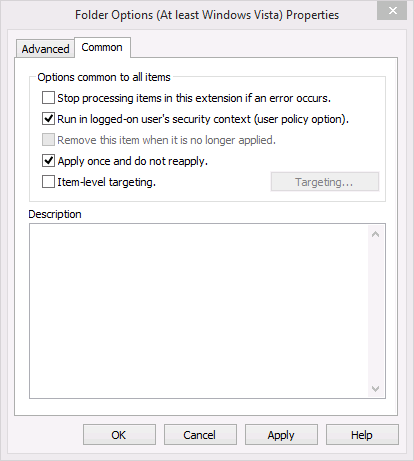 Folder Options (At least Windows Vista) Properties
Advanced
Common
Options common to all items
Stop processing items in this extension if an error occurs.
Run in logged-on user's security context (user policy option).
Remove this item when it is no longer applied.
Apply once and do not reapply.
Item-level targeting.
Targeting...
Description
OK
Cancel
Apply
Help